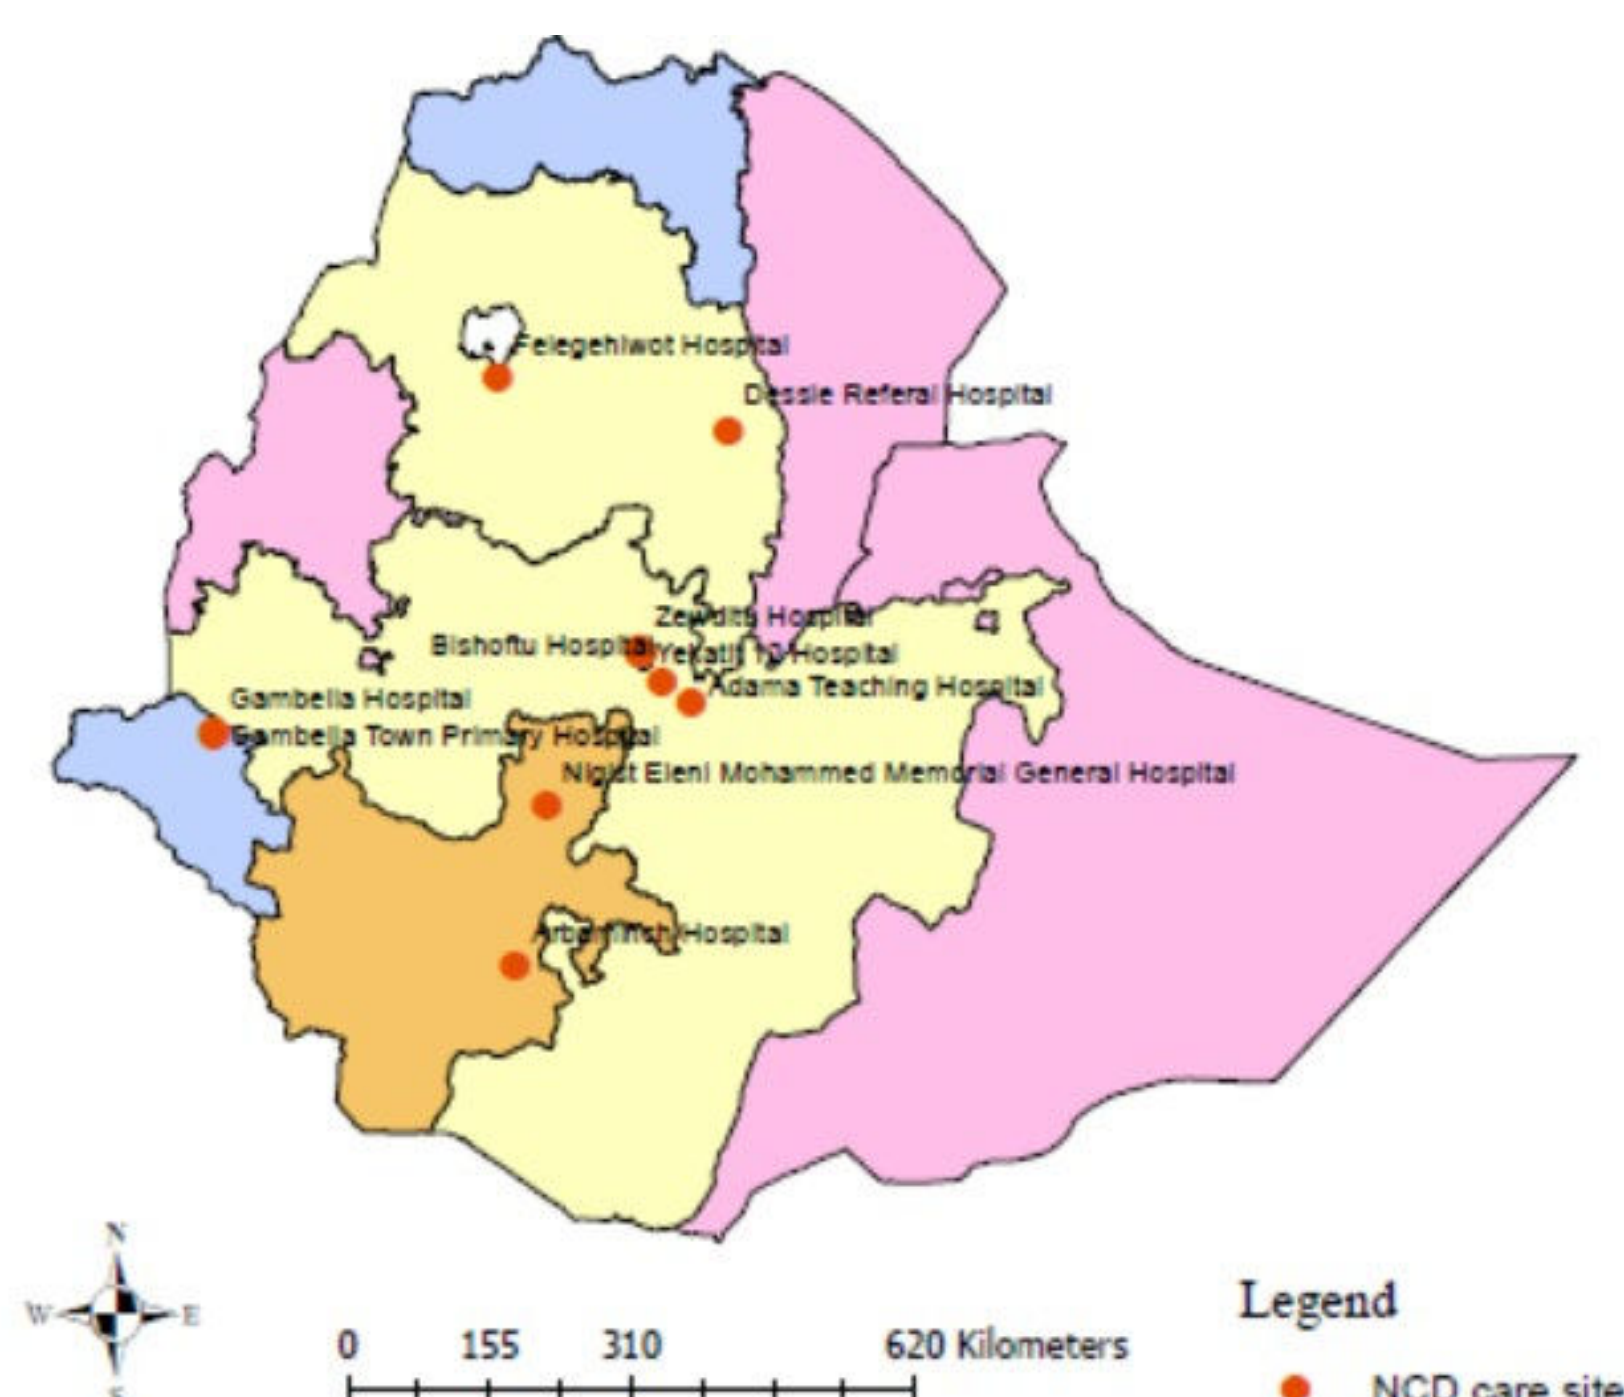 Felegehiwot Hospital
Dessie Referal Hospital
Zewditu Hospital
Bishoftu Hospital
Yekatit 12 Hospital
Adama Teaching Hospital
Gambella Hospital
Gambella Town Primary Hospital
Nigist Eleni Mohammed Memorial General Hospital
Arbaminch Hospital
N
W E
S
0 155 310 620 Kilometers
Legend
NCD care site